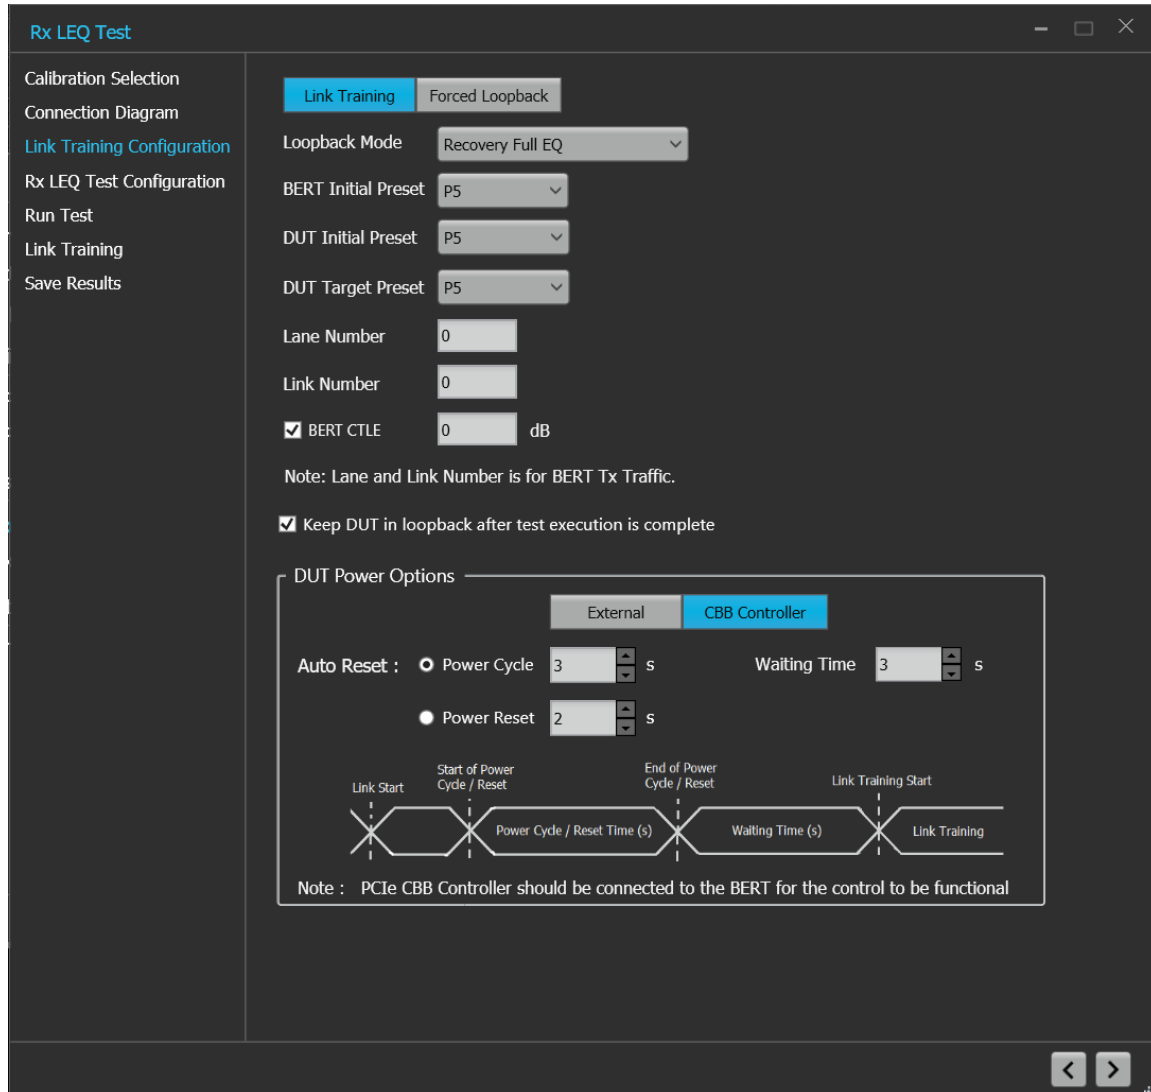 Rx LEQ Test
Calibration Selection
Connection Diagram
Link Training Configuration
Rx LEQ Test Configuration
Run Test
Link Training
Save Results
Link Training Forced Loopback
Loopback Mode Recovery Full EQ
BERT Initial Preset P5
DUT Initial Preset P5
DUT Target Preset P5
Lane Number 0
Link Number 0
BERT CTLE 0 dB
Note: Lane and Link Number is for BERT Tx Traffic.
Keep DUT in loopback after test execution is complete
DUT Power Options
External CBB Controller
Auto Reset : Power Cycle 3 s Waiting Time 3 s
Power Reset 2 s
Link Start
Start of Power
Cycle / Reset
End of Power
Cycle / Reset
Link Training Start
Power Cycle / Reset Time (s) Waiting Time (s) Link Training
Note : PCIe CBB Controller should be connected to the BERT for the control to be functional